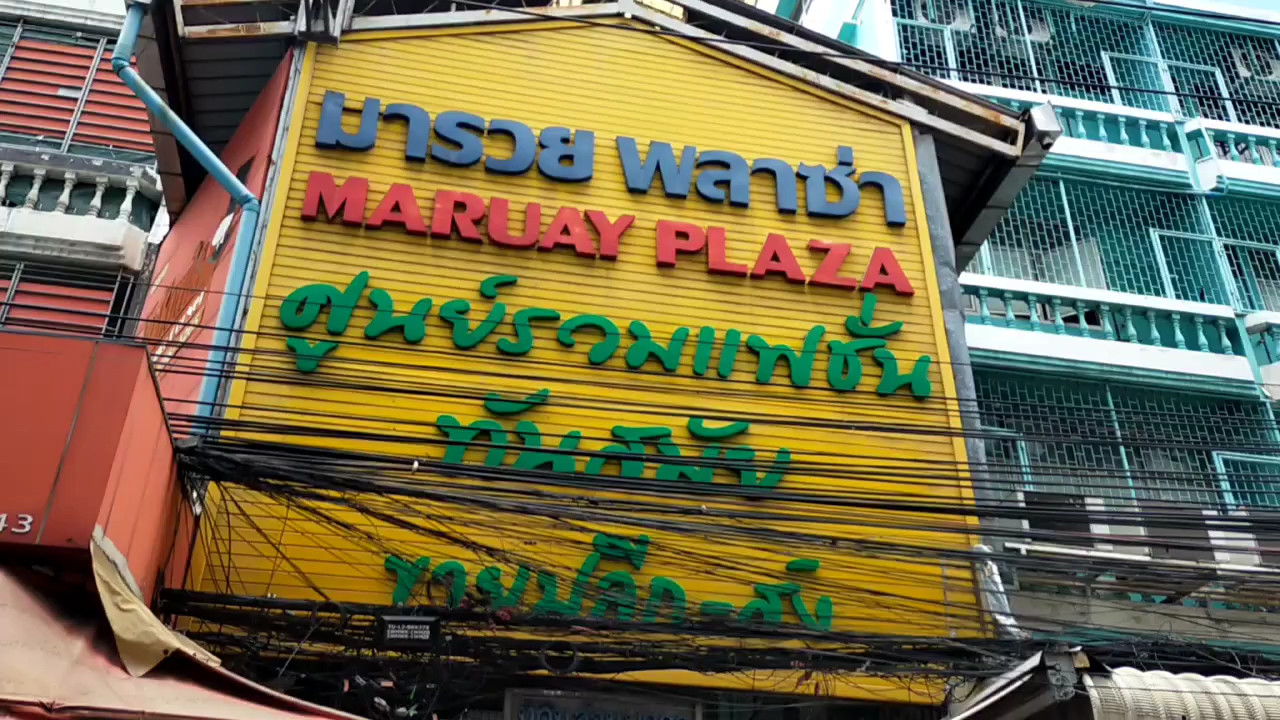 มารวย พลาซ่า
MARUAY PLAZA
ศูนย์รวมแฟชั่น
ทันสมัย
ขายปลีก-ส่ง
43